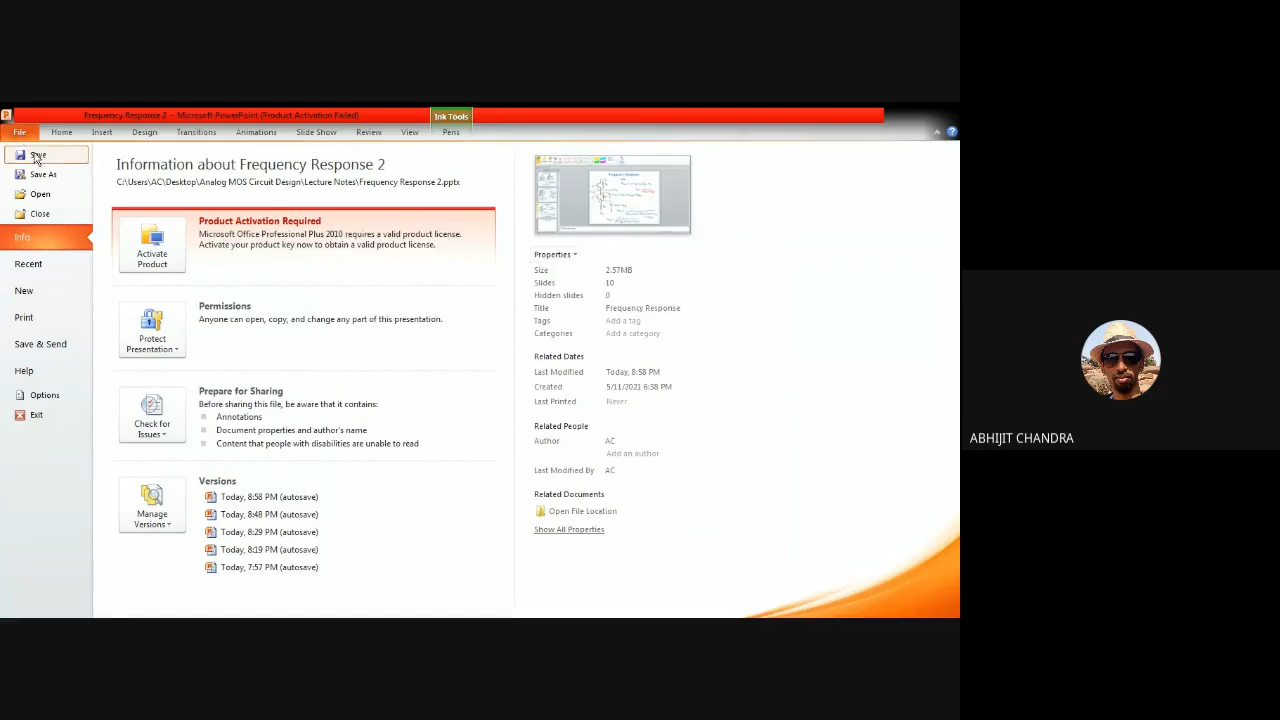 Frequency Response 2 - Microsoft PowerPoint (Product Activation Failed)
Ink Tools
File Home Insert Design Transitions Animations Slide Show Review View Pens
Save
Save As
Open
Close
Info
Recent
New
Print
Save & Send
Help
Options
Exit
Information about Frequency Response 2
C:\Users\AC\Desktop\Analog MOS Circuit Design\Lecture Notes\Frequency Response 2.pptx
Activate
Product
Product Activation Required
Microsoft Office Professional Plus 2010 requires a valid product license.
Activate your product key now to obtain a valid product license.
Protect
Presentation
Permissions
Anyone can open, copy, and change any part of this presentation.
Check for
Issues
Prepare for Sharing
Before sharing this file, be aware that it contains:
Annotations
Document properties and author's name
Content that people with disabilities are unable to read
Manage
Versions
Versions
Today, 8:58 PM (autosave)
Today, 8:48 PM (autosave)
Today, 8:29 PM (autosave)
Today, 8:19 PM (autosave)
Today, 7:57 PM (autosave)
Frequency Response
Properties
Size 2.57MB
Slides 10
Hidden slides 0
Title Frequency Response
Tags Add a tag
Categories Add a category
Related Dates
Last Modified Today, 8:58 PM
Created 5/11/2021 6:38 PM
Last Printed Never
Related People
Author AC
Add an author
Last Modified By AC
Related Documents
Open File Location
Show All Properties
ABHIJIT CHANDRA